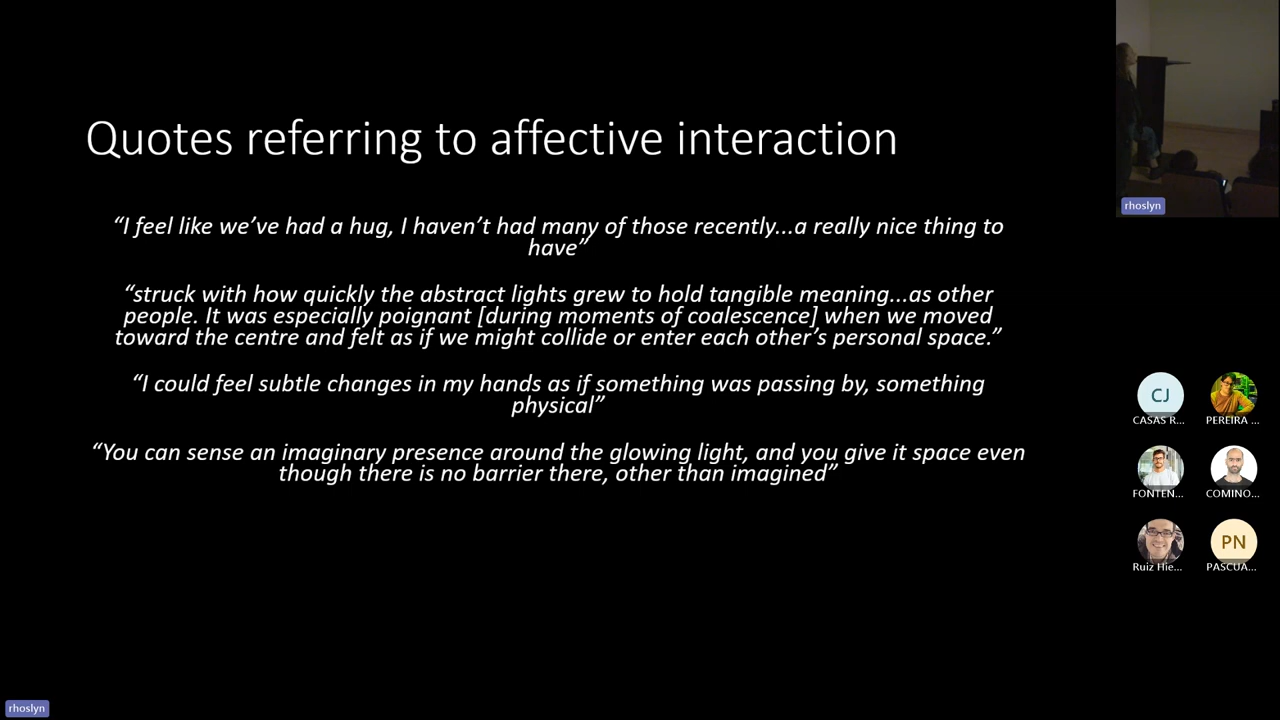 Quotes referring to affective interaction
“I feel like we’ve had a hug, I haven’t had many of those recently...a really nice thing to
have”
“struck with how quickly the abstract lights grew to hold tangible meaning...as other
people. It was especially poignant [during moments of coalescence] when we moved
toward the centre and felt as if we might collide or enter each other’s personal space.”
“I could feel subtle changes in my hands as if something was passing by, something
physical”
“You can sense an imaginary presence around the glowing light, and you give it space even
though there is no barrier there, other than imagined”
rhoslyn
CJ
CASAS R...
PEREIRA ...
FONTEN...
COMINO...
Ruiz Hie...
PN
PASCUA...
rhoslyn